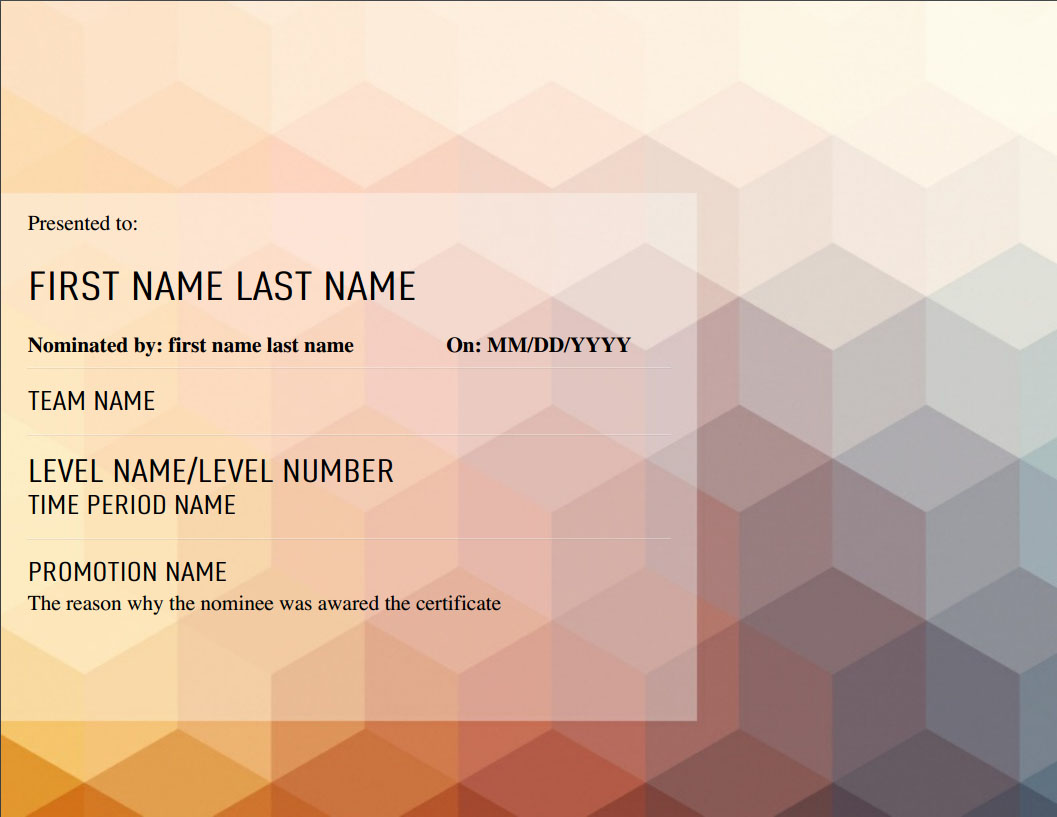 Presented to:
FIRST NAME LAST NAME
Nominated by: first name last name On: MM/DD/YYYY
TEAM NAME
LEVEL NAME/LEVEL NUMBER
TIME PERIOD NAME
PROMOTION NAME
The reason why the nominee was awared the certificate